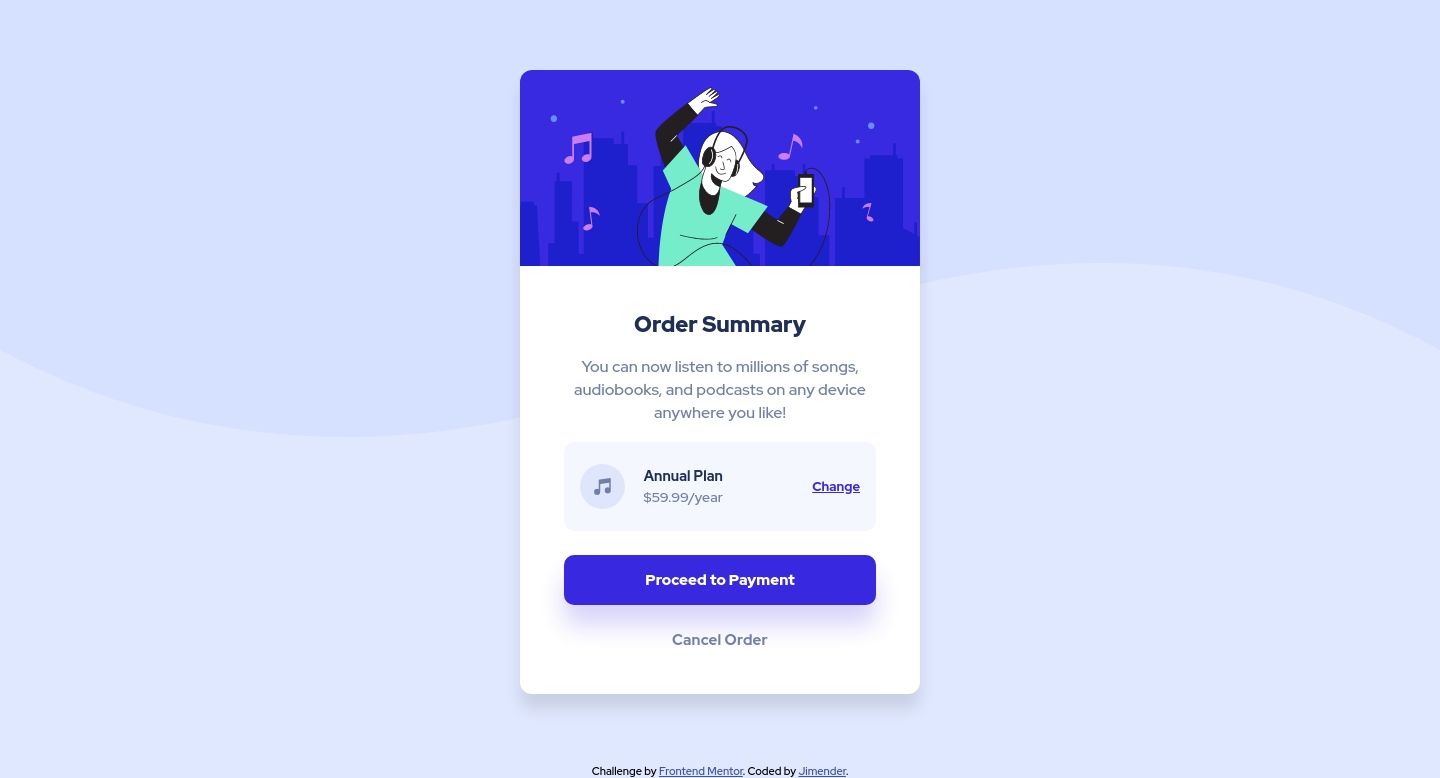 Order Summary
You can now listen to millions of songs,
audiobooks, and podcasts on any device
anywhere you like!
Annual Plan
$59.99/year
Change
Proceed to Payment
Cancel Order
Challenge by Frontend Mentor. Coded by Jimender.